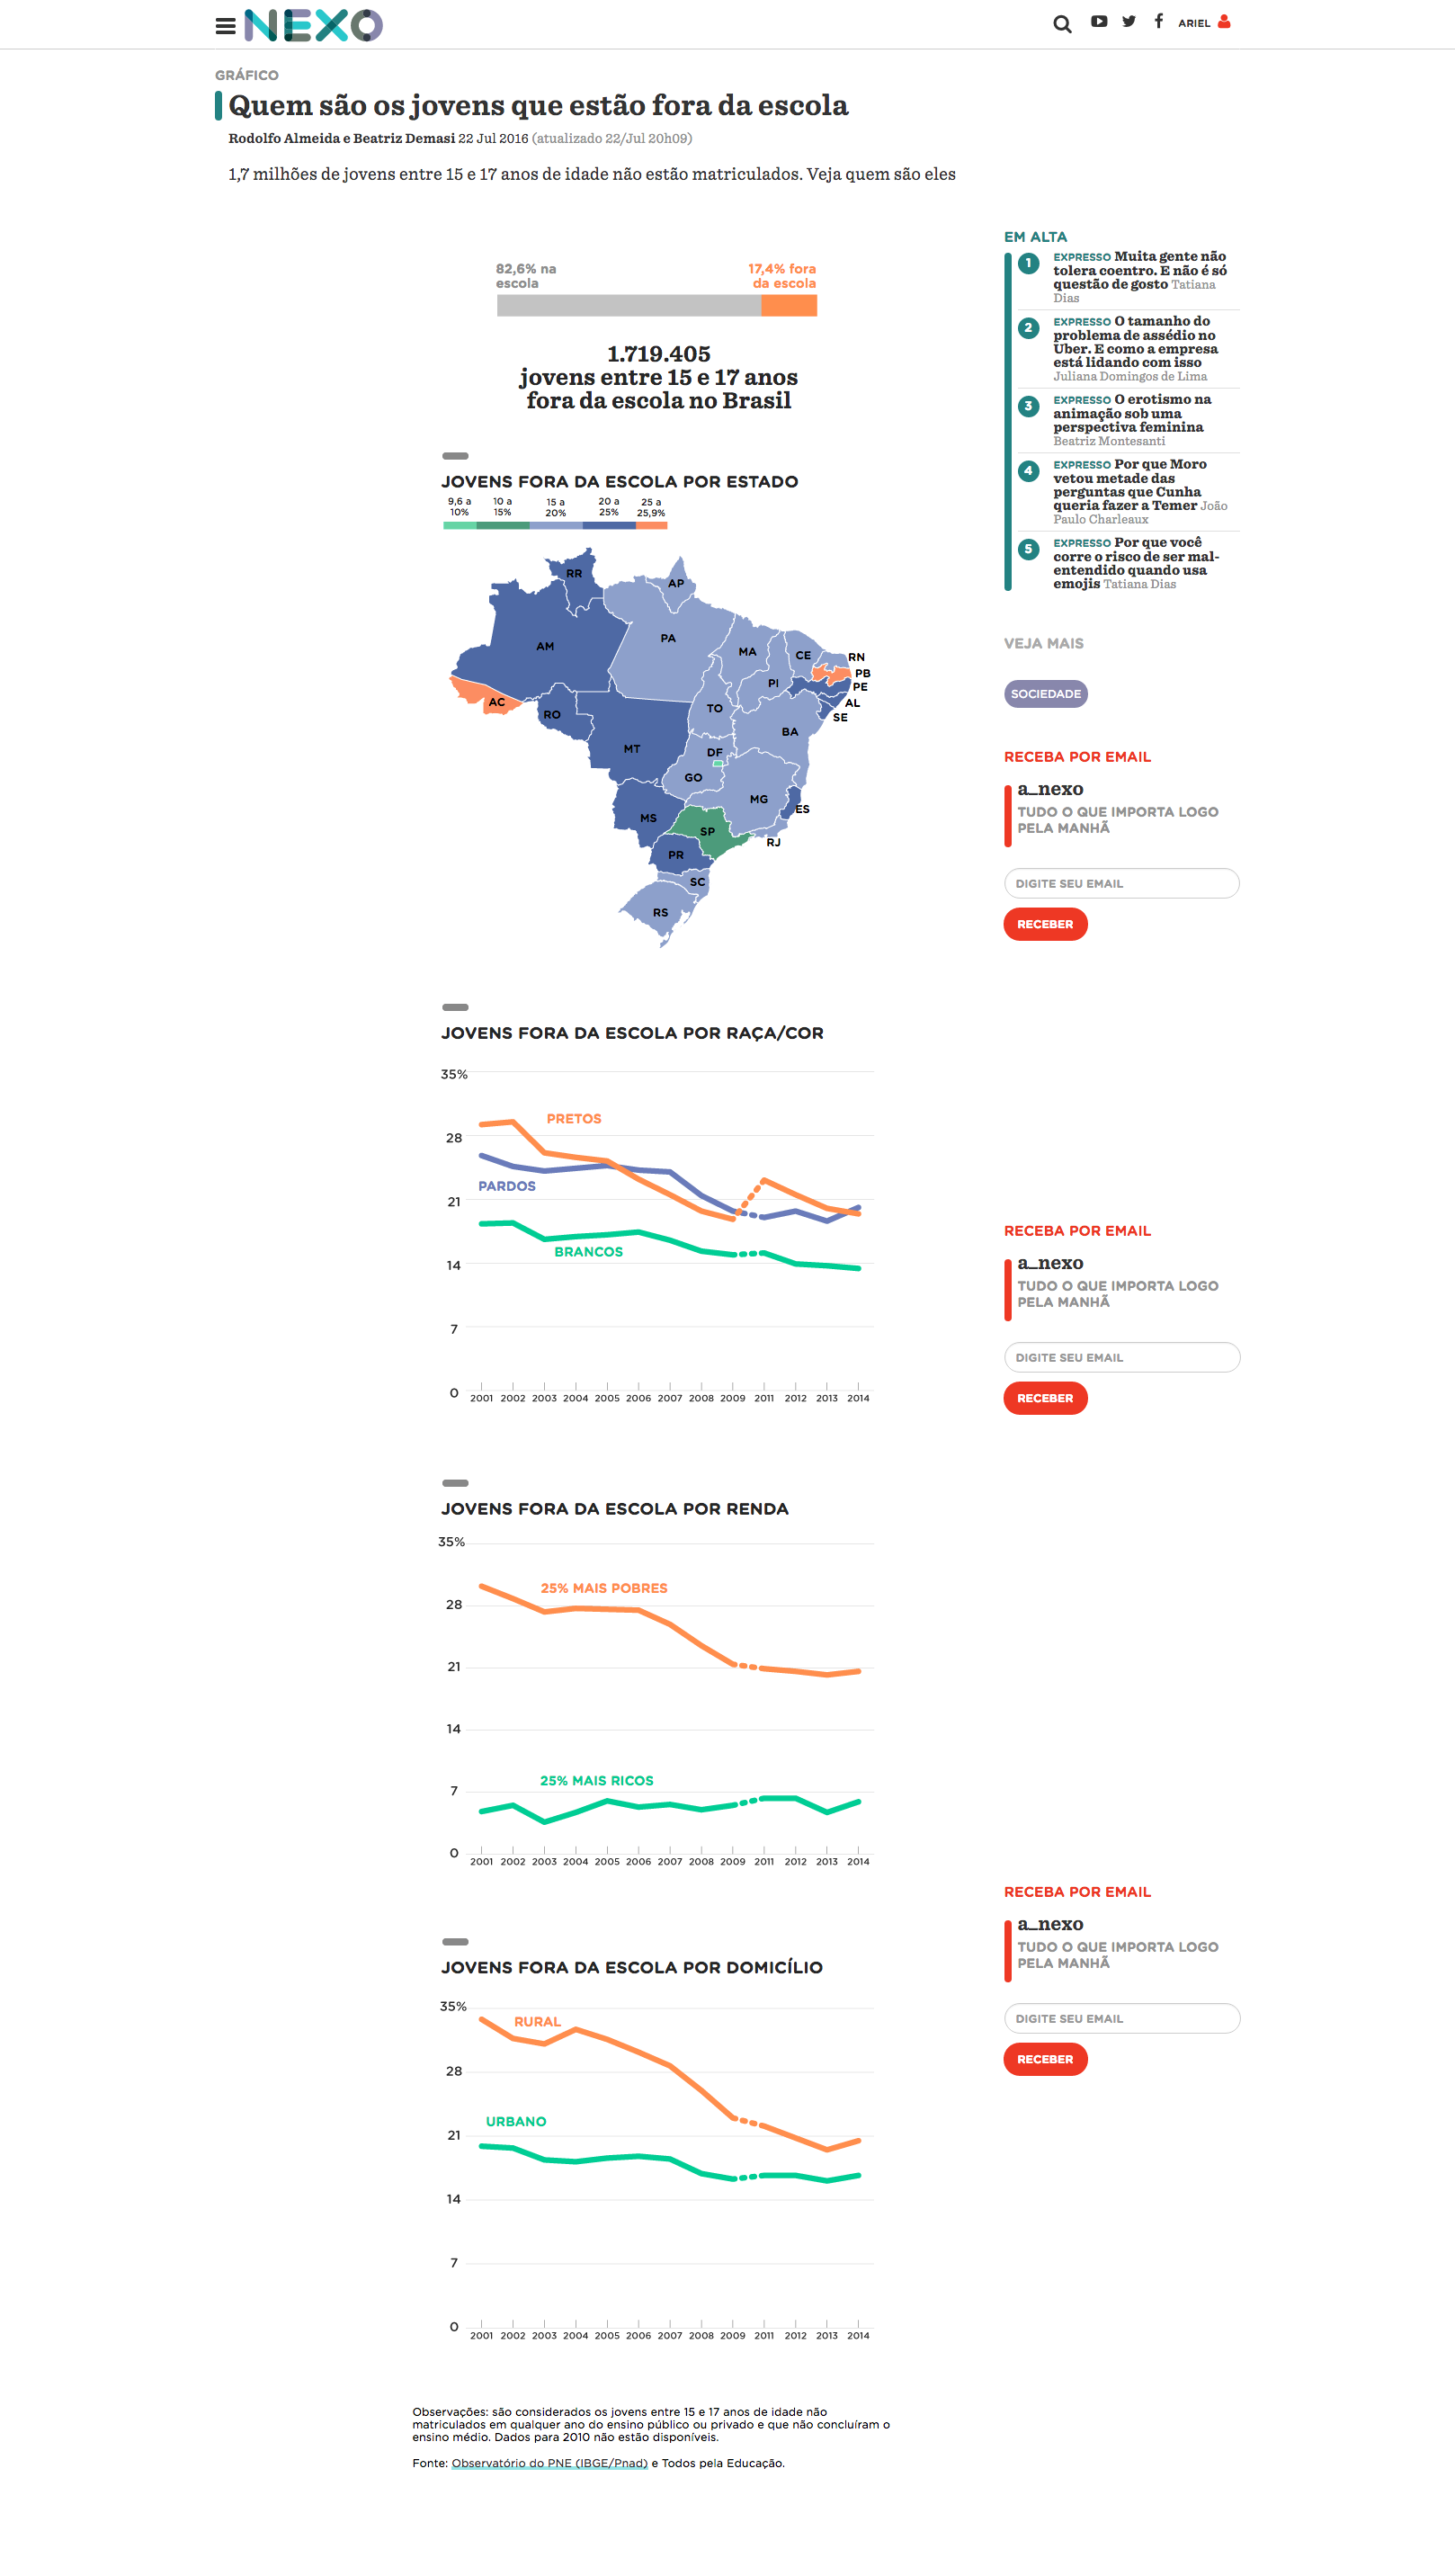 NEXO
ARIEL
GRÁFICO
Quem são os jovens que estão fora da escola
Rodolfo Almeida e Beatriz Demasi 22 Jul 2016 (atualizado 22/Jul 20h09)
1,7 milhões de jovens entre 15 e 17 anos de idade não estão matriculados. Veja quem são eles
82,6% na
escola
17,4% fora
da escola
1.719.405
jovens entre 15 e 17 anos
fora da escola no Brasil
JOVENS FORA DA ESCOLA POR ESTADO
9,6 a
10%
10 a
15%
15 a
20%
20 a
25%
25 a
25,9%
RR
AP
AM
PA
MA
CE
RN
PB
PE
PI
AC
RO
TO
AL
SE
BA
MT
DF
GO
MG
ES
MS
SP
RJ
PR
SC
RS
JOVENS FORA DA ESCOLA POR RAÇA/COR
35%
PRETOS
28
PARDOS
21
BRANCOS
14
7
0
2001 2002 2003 2004 2005 2006 2007 2008 2009 2011 2012 2013 2014
JOVENS FORA DA ESCOLA POR RENDA
35%
25% MAIS POBRES
28
21
14
25% MAIS RICOS
7
0
2001 2002 2003 2004 2005 2006 2007 2008 2009 2011 2012 2013 2014
JOVENS FORA DA ESCOLA POR DOMICÍLIO
35%
RURAL
28
URBANO
21
14
7
0
2001 2002 2003 2004 2005 2006 2007 2008 2009 2011 2012 2013 2014
Observações: são considerados os jovens entre 15 e 17 anos de idade não
matriculados em qualquer ano do ensino público ou privado e que não concluíram o
ensino médio. Dados para 2010 não estão disponíveis.
Fonte: Observatório do PNE (IBGE/Pnad) e Todos pela Educação.
EM ALTA
1
EXPRESSO Muita gente não
tolera coentro. E não é só
questão de gosto Tatiana
Dias
2
EXPRESSO O tamanho do
problema de assédio no
Uber. E como a empresa
está lidando com isso
Juliana Domingos de Lima
3
EXPRESSO O erotismo na
animação sob uma
perspectiva feminina
Beatriz Montesanti
4
EXPRESSO Por que Moro
vetou metade das
perguntas que Cunha
queria fazer a Temer João
Paulo Charleaux
5
EXPRESSO Por que você
corre o risco de ser mal-
entendido quando usa
emojis Tatiana Dias
VEJA MAIS
SOCIEDADE
RECEBA POR EMAIL
a_nexo
TUDO O QUE IMPORTA LOGO
PELA MANHÃ
DIGITE SEU EMAIL
RECEBER
RECEBA POR EMAIL
a_nexo
TUDO O QUE IMPORTA LOGO
PELA MANHÃ
DIGITE SEU EMAIL
RECEBER
RECEBA POR EMAIL
a_nexo
TUDO O QUE IMPORTA LOGO
PELA MANHÃ
DIGITE SEU EMAIL
RECEBER